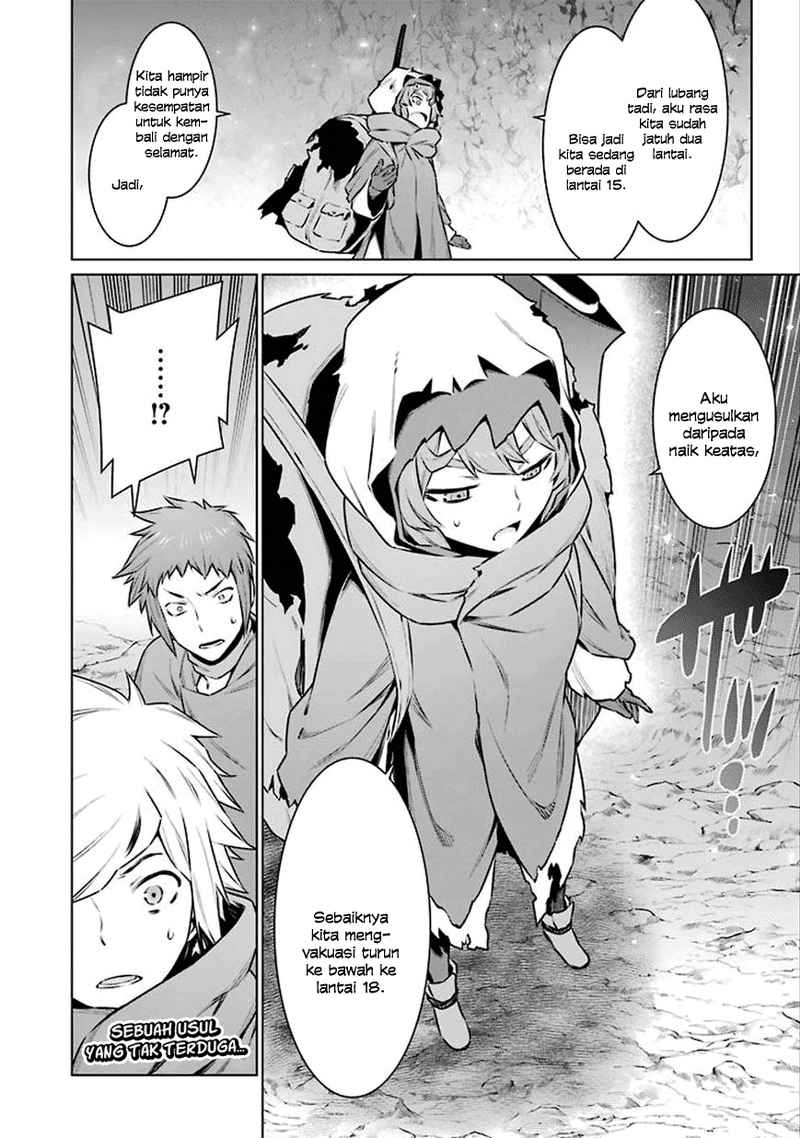 Dari lubang
tadi, aku rasa
kita sudah
jatuh dua
lantai.
Bisa jadi
kita sedang
berada di
lantai 15.
Kita hampir
tidak punya
kesempatan
untuk kem-
bali dengan
selamat.
Jadi,
Aku
mengusulkan
daripada
naik keatas,
Sebaiknya
kita meng-
vakuasi turun
ke bawah ke
lantai 18.
......
!?
SEBUAH USUL
YANG TAK TERDUGA...